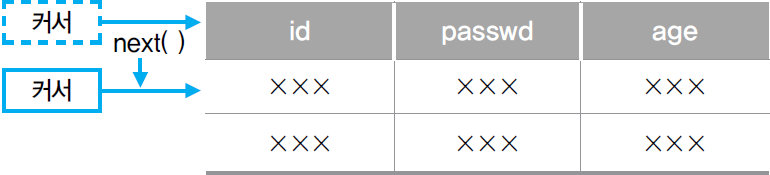 커서
id passwd age
next( )
커서
××× ××× ×××
××× ××× ×××